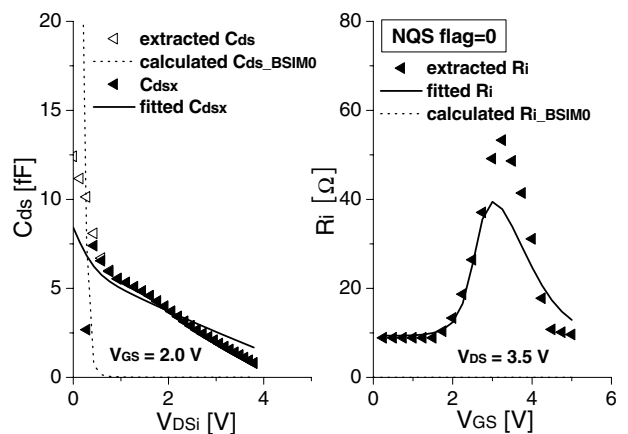 20
15
10
5
0
Cds [fF]
extracted Cds
calculated Cds_BSIM0
Cdsx
fitted Cdsx
VGS = 2.0 V
0 2 4 6
VDSi [V]
80
60
40
20
0
Ri [Ω]
NQS flag=0
extracted Ri
fitted Ri
calculated Ri_BSIM0
VDS = 3.5 V
0 2 4 6
VGS [V]